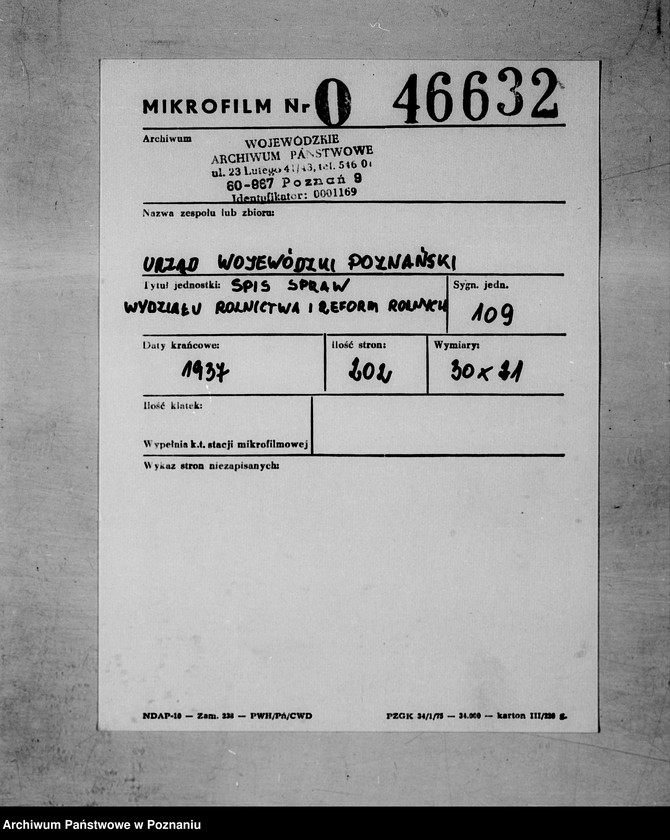 MIKROFILM Nr O 46632
Archiwum
WOJEWÓDZKIE
ARCHIWUM PAŃSTWOWE
ul. 23 Lutego 41/43, tel. 516 01
60-967 Poznań 9
Identyfikator: 0001169
Nazwa zespołu lub zbioru:
URZĄD WOJEWÓDZKI POZNAŃSKI
Tytuł jednostki: SPIS SPRAW
WYDZIAŁU ROLNICTWA I REFORM ROLNYCH
Sygn. jedn.
109
Daty krańcowe:
1937
Ilość stron:
202
Wymiary:
30 x 21
Ilość klatek:
Wypełnia k.t. stacji mikrofilmowej
Wykaz stron niezapisanych:
NDAP-10 — Zam. 238 — PWH/Pń/CWD
PZGK 34/1/75 — 34.000 — karton III/220 g.
Archiwum Państwowe w Poznaniu